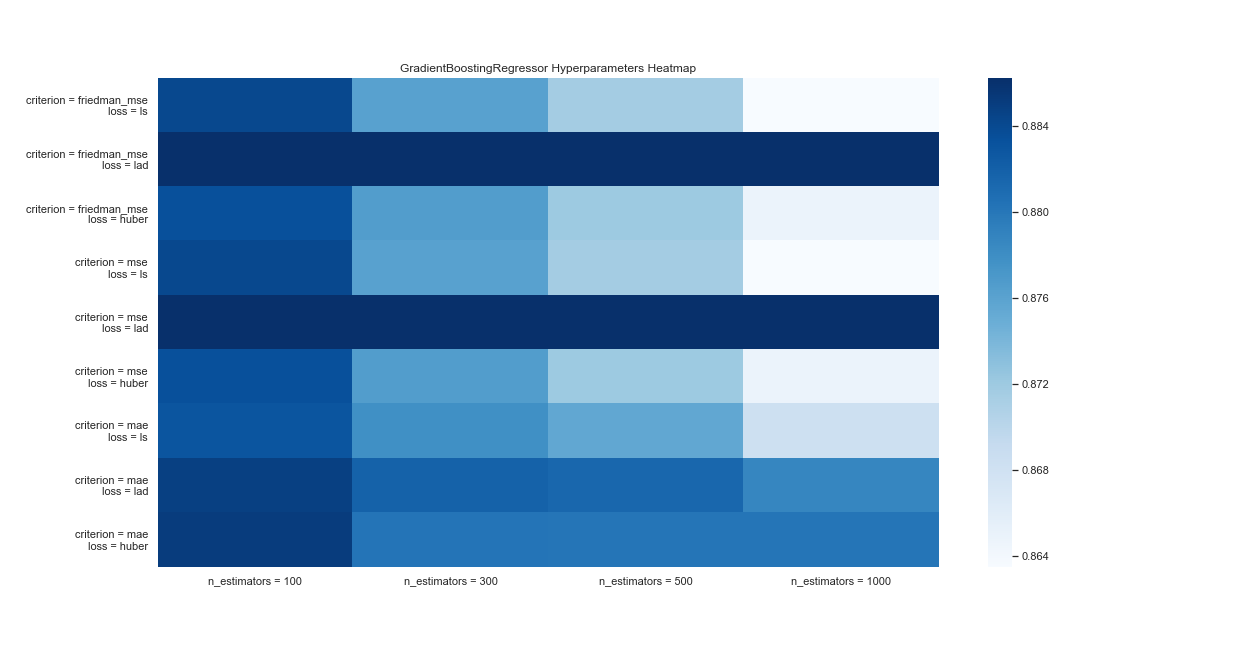 GradientBoostingRegressor Hyperparameters Heatmap
criterion = friedman_mse
loss = ls
criterion = friedman_mse
loss = lad
criterion = friedman_mse
loss = huber
criterion = mse
loss = ls
criterion = mse
loss = lad
criterion = mse
loss = huber
criterion = mae
loss = ls
criterion = mae
loss = lad
criterion = mae
loss = huber
n_estimators = 100
n_estimators = 300
n_estimators = 500
n_estimators = 1000
0.884
0.880
0.876
0.872
0.868
0.864